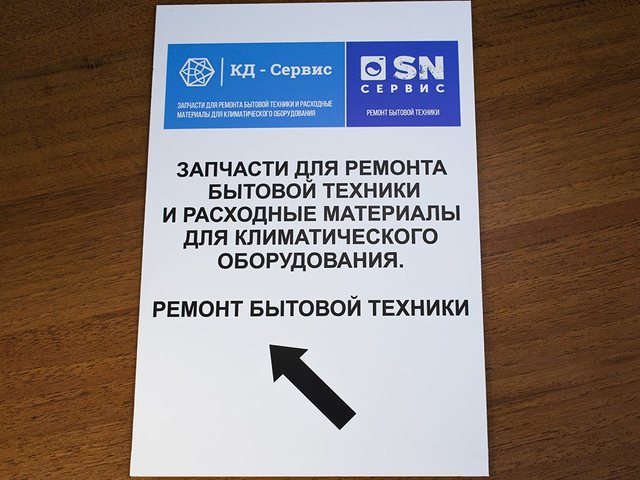 КД - Сервис
ЗАПЧАСТИ ДЛЯ РЕМОНТА БЫТОВОЙ ТЕХНИКИ И РАСХОДНЫЕ
МАТЕРИАЛЫ ДЛЯ КЛИМАТИЧЕСКОГО ОБОРУДОВАНИЯ
SN
СЕРВИС
РЕМОНТ БЫТОВОЙ ТЕХНИКИ
ЗАПЧАСТИ ДЛЯ РЕМОНТА
БЫТОВОЙ ТЕХНИКИ
И РАСХОДНЫЕ МАТЕРИАЛЫ
ДЛЯ КЛИМАТИЧЕСКОГО
ОБОРУДОВАНИЯ.
РЕМОНТ БЫТОВОЙ ТЕХНИКИ